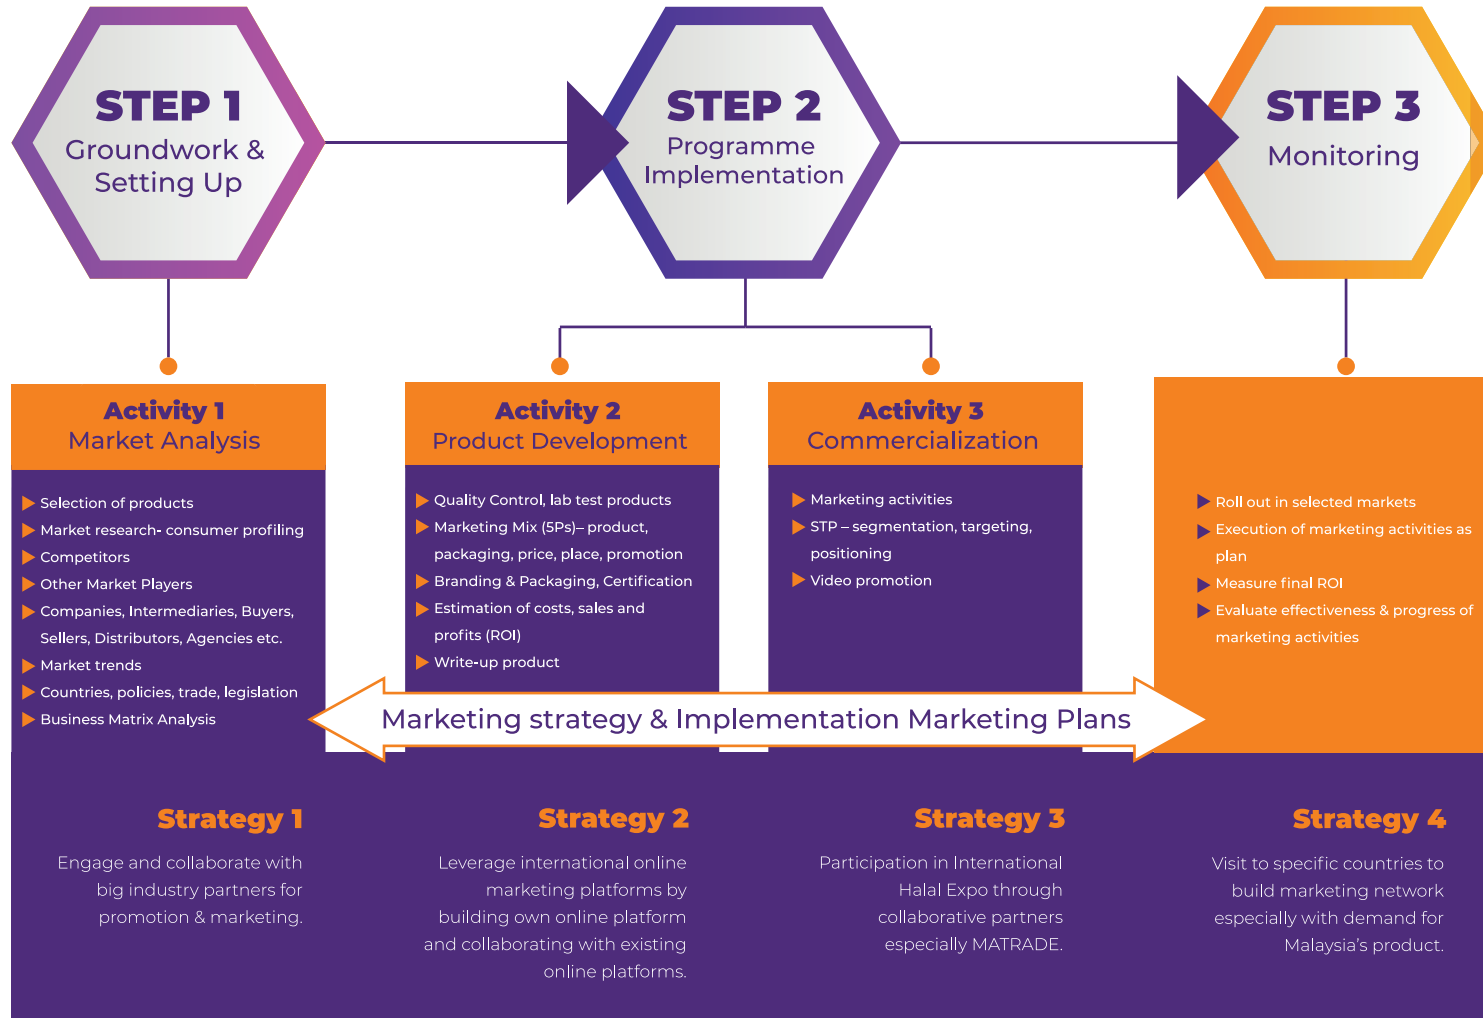 STEP 1
Groundwork &
Setting Up
STEP 2
Programme
Implementation
STEP 3
Monitoring
Activity 1
Market Analysis
Selection of products
Market research- consumer profiling
Competitors
Other Market Players
Companies, Intermediaries, Buyers,
Sellers, Distributors, Agencies etc.
Market trends
Countries, policies, trade, legislation
Business Matrix Analysis
Activity 2
Product Development
Quality Control, lab test products
Marketing Mix (5Ps)– product,
packaging, price, place, promotion
Branding & Packaging, Certification
Estimation of costs, sales and
profits (ROI)
Write-up product
Activity 3
Commercialization
Marketing activities
STP – segmentation, targeting,
positioning
Video promotion
Roll out in selected markets
Execution of marketing activities as
plan
Measure final ROI
Evaluate effectiveness & progress of
marketing activities
Marketing strategy & Implementation Marketing Plans
Strategy 1
Engage and collaborate with
big industry partners for
promotion & marketing.
Strategy 2
Leverage international online
marketing platforms by
building own online platform
and collaborating with existing
online platforms.
Strategy 3
Participation in International
Halal Expo through
collaborative partners
especially MATRADE.
Strategy 4
Visit to specific countries to
build marketing network
especially with demand for
Malaysia's product.